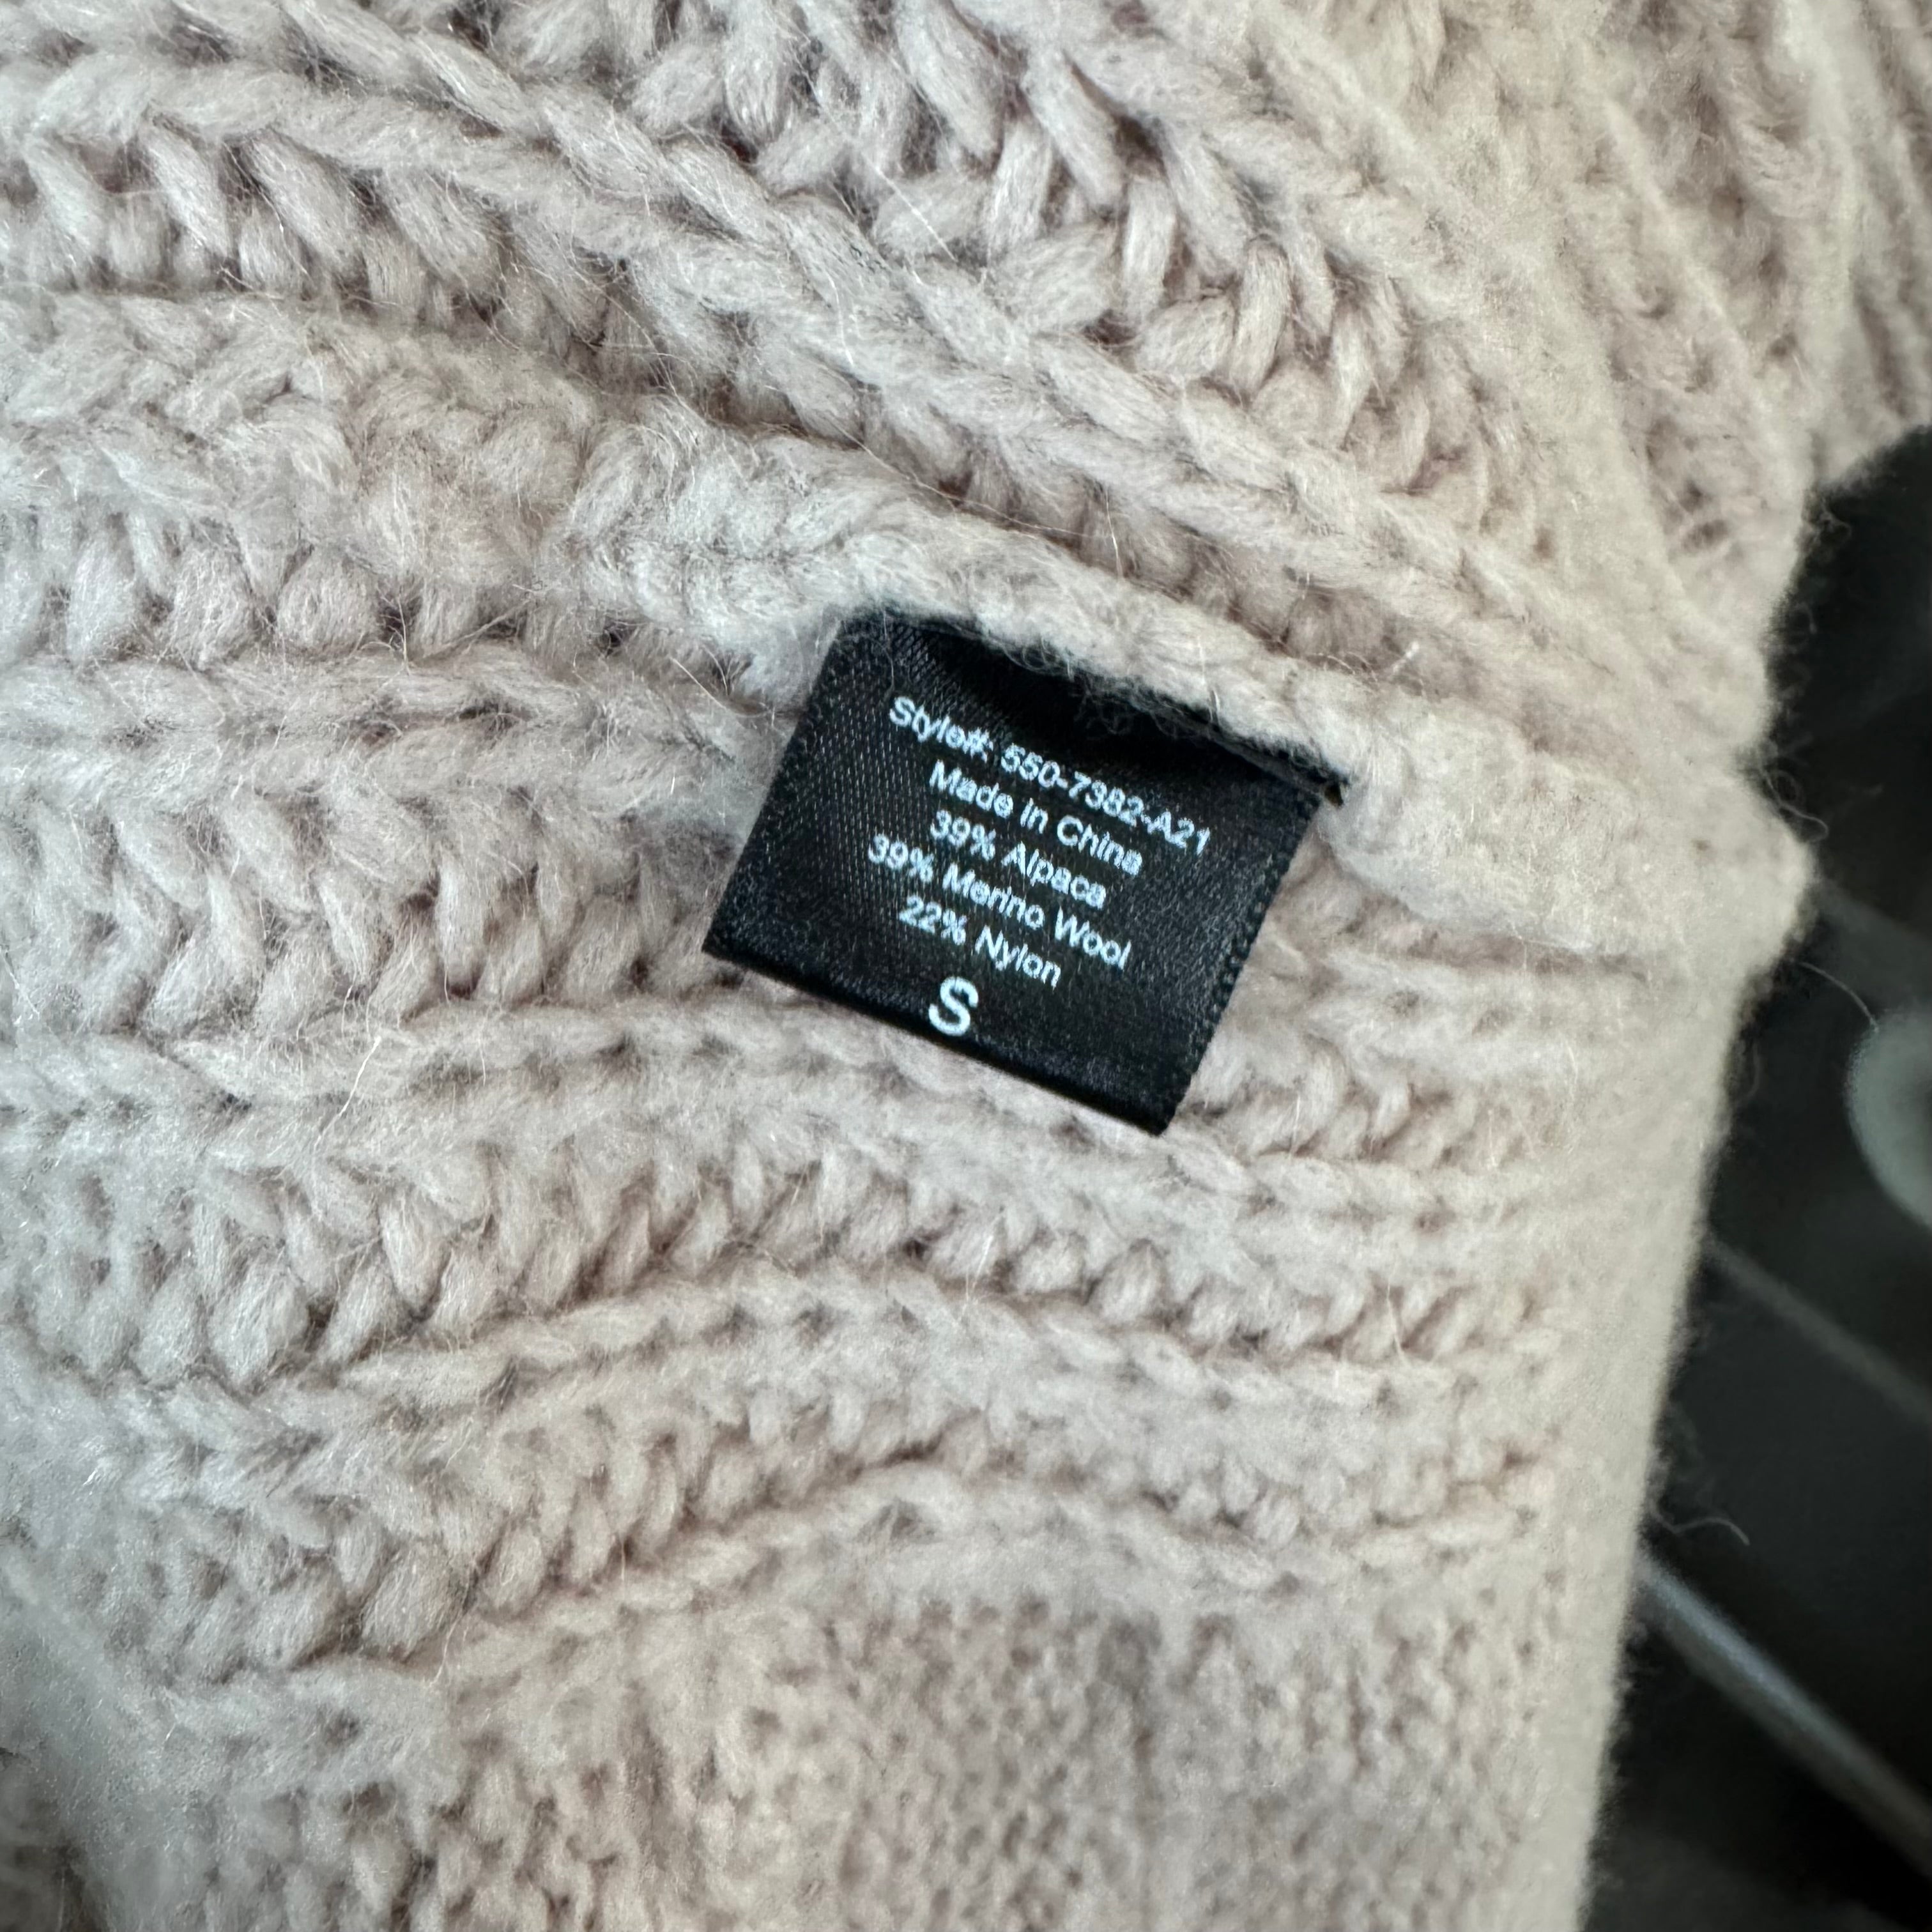 Style#: 550-7382-A21
Made in China
39% Alpaca
39% Merino Wool
22% Nylon
S